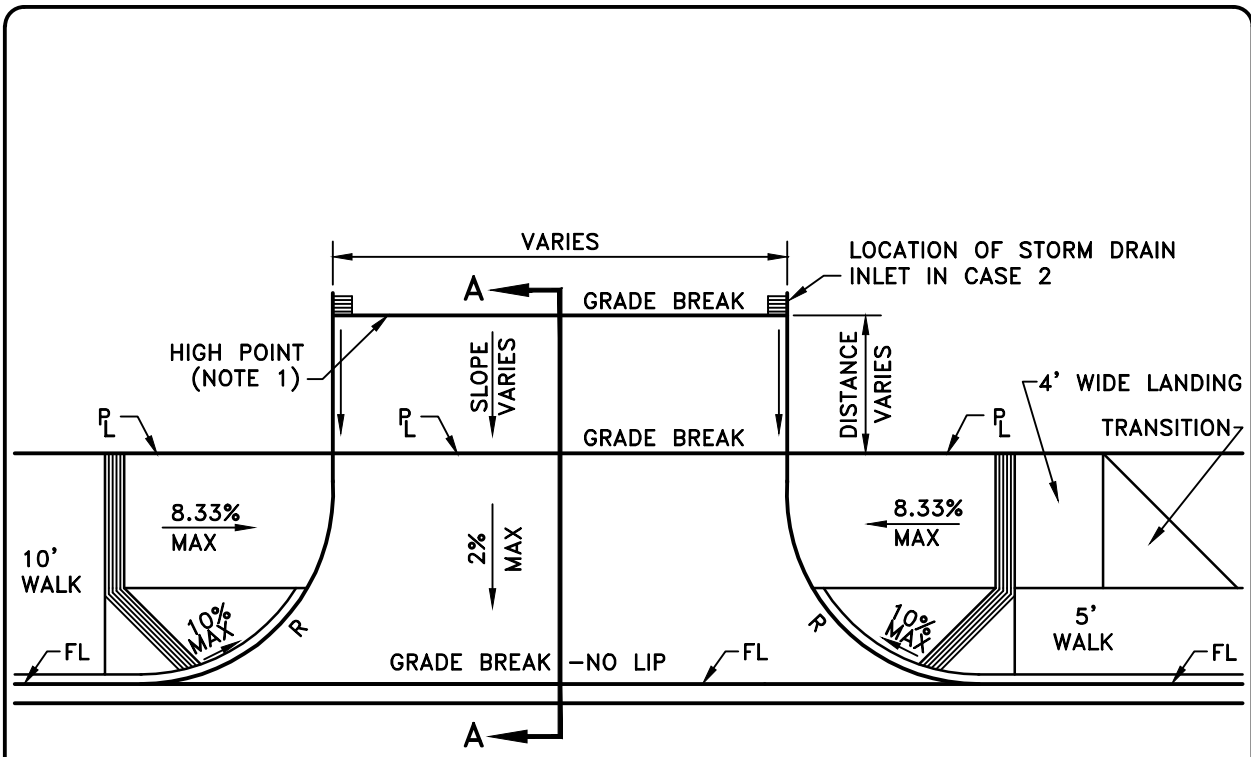 VARIES
LOCATION OF STORM DRAIN
INLET IN CASE 2
A
GRADE BREAK
HIGH POINT
(NOTE 1)
SLOPE
VARIES
DISTANCE
VARIES
4' WIDE LANDING
TRANSITION
PL
PL
GRADE BREAK
PL
8.33%
MAX
2%
MAX
8.33%
MAX
10'
WALK
10%
MAX
R
R
10%
MAX
5'
WALK
FL
GRADE BREAK -NO LIP
FL
FL
A